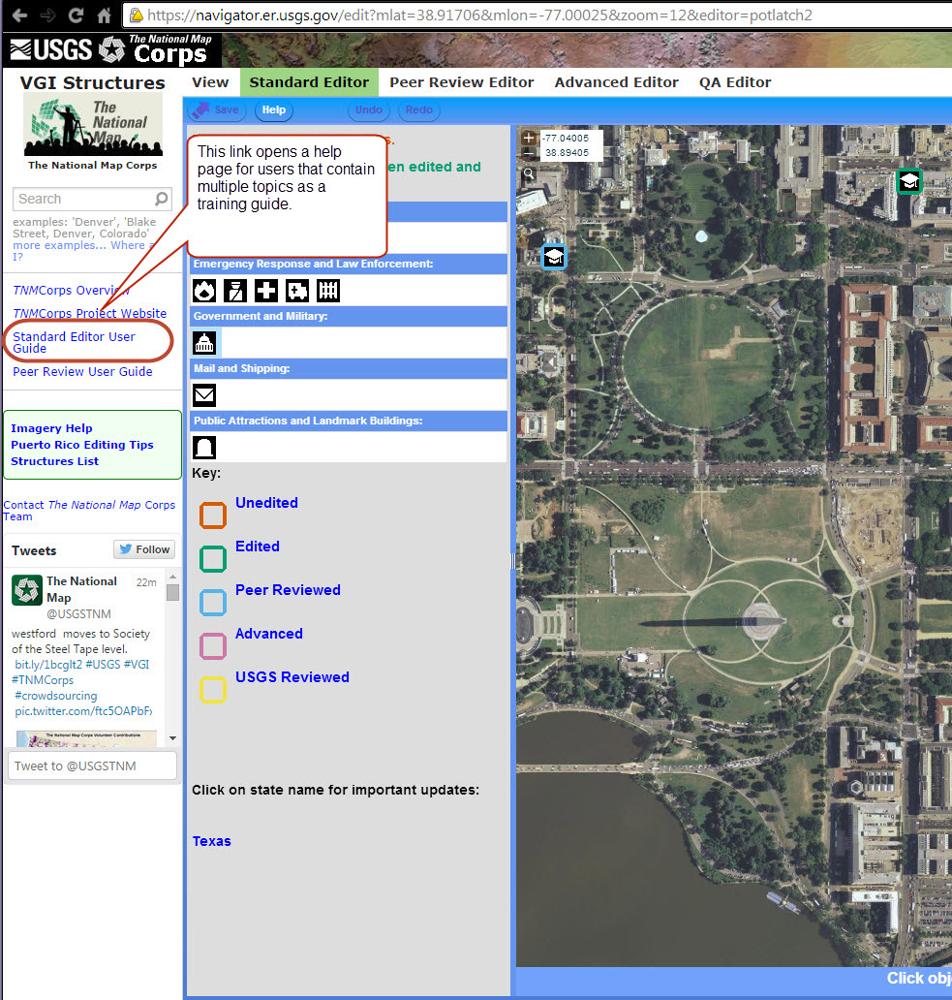 https://navigator.er.usgs.gov/edit?mlat=38.91706&mlon=-77.00025&zoom=12&editor=potlatch2
USGS The National Map
Corps
VGI Structures
The
National
Map
The National Map Corps
Search
examples: 'Denver', 'Blake
Street, Denver, Colorado'
more examples... Where
I?
TNMCorps Overview
TNMCorps Project Website
Standard Editor User
Guide
Peer Review User Guide
Imagery Help
Puerto Rico Editing Tips
Structures List
Contact The National Map Corps
Team
Tweets Follow
The National 22m
Map
@USGSTNM
westford moves to Society
of the Steel Tape level.
bit.ly/1bcglt2 #USGS #VGI
#TNMCorps
#crowdsourcing
pic.twitter.com/ftc5OAPbF
The National Map Corps Volunteer Contributions
Tweet to @USGSTNM
View Standard Editor Peer Review Editor Advanced Editor QA Editor
Save Help Undo Redo
This link opens a help
page for users that contain
multiple topics as a
training guide.
s.
en edited and
Emergency Response and Law Enforcement:
Government and Military:
Mail and Shipping:
Public Attractions and Landmark Buildings:
Key:
Unedited
Edited
Peer Reviewed
Advanced
USGS Reviewed
Click on state name for important updates:
Texas
-77.04005
38.89405
Click obj